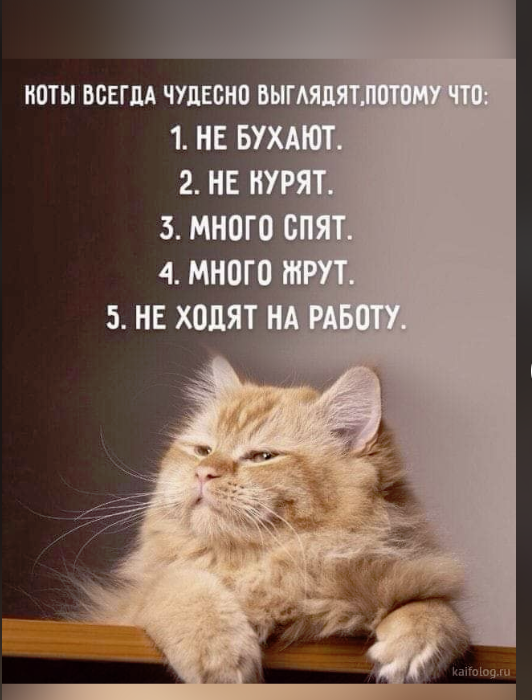 КОТЫ ВСЕГДА ЧУДЕСНО ВЫГЛЯДЯТ,ПОТОМУ ЧТО:
1. НЕ БУХАЮТ.
2. НЕ КУРЯТ.
3. МНОГО СПЯТ.
4. МНОГО ЖРУТ.
5. НЕ ХОДЯТ НА РАБОТУ.
kaifolog.ru